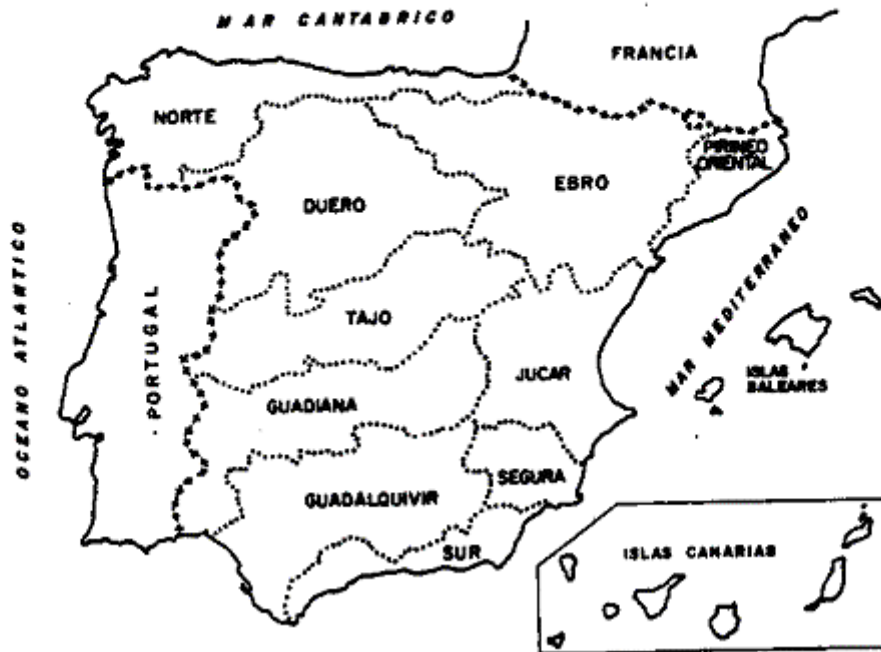 MAR CANTABRICO
FRANCIA
NORTE
PIRINEO
ORIENTAL
EBRO
DUERO
OCEANO ATLANTICO
MAR MEDITERRANEO
PORTUGAL
TAJO
JUCAR
ISLAS
BALEARES
GUADIANA
SEGURA
GUADALQUIVIR
SUR
ISLAS CANARIAS